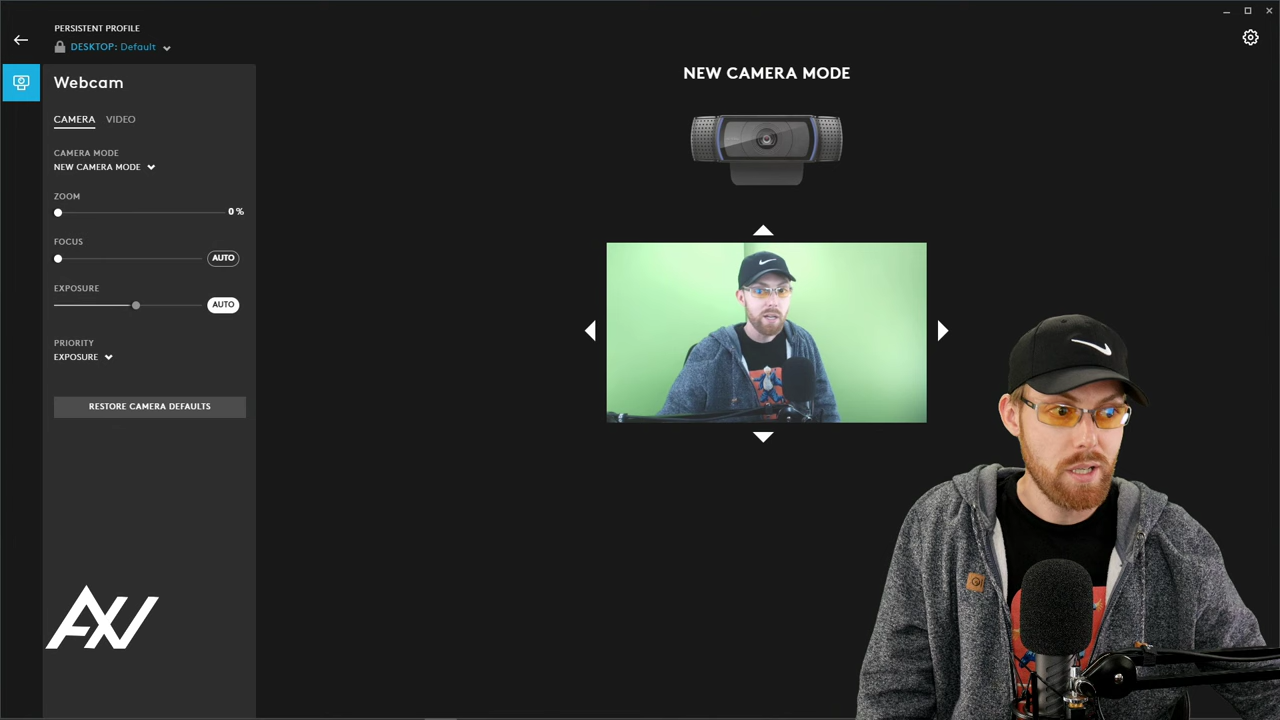 PERSISTENT PROFILE
DESKTOP: Default
Webcam
CAMERA VIDEO
CAMERA MODE
NEW CAMERA MODE
ZOOM
0 %
FOCUS
AUTO
EXPOSURE
AUTO
PRIORITY
EXPOSURE
RESTORE CAMERA DEFAULTS
NEW CAMERA MODE